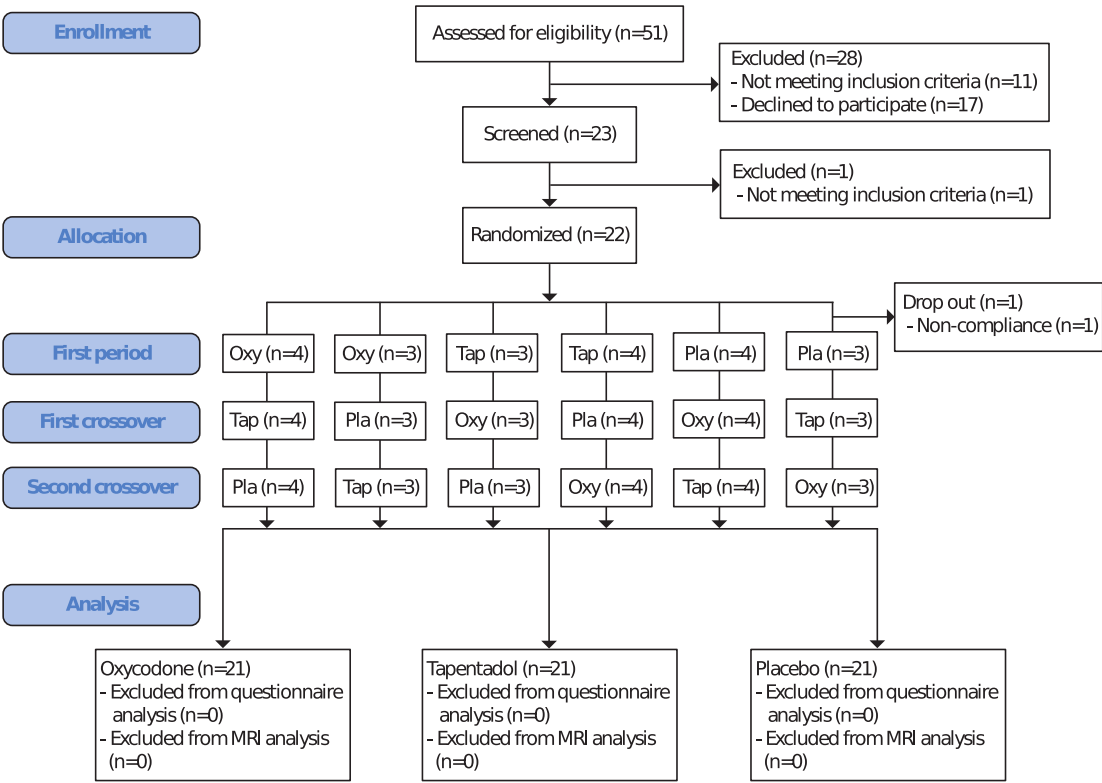 Enrollment
Assessed for eligibility (n=51)
Excluded (n=28)
- Not meeting inclusion criteria (n=11)
- Declined to participate (n=17)
Screened (n=23)
Excluded (n=1)
- Not meeting inclusion criteria (n=1)
Allocation
Randomized (n=22)
Drop out (n=1)
- Non-compliance (n=1)
First period
Oxy (n=4)
Oxy (n=3)
Tap (n=3)
Tap (n=4)
Pla (n=4)
Pla (n=3)
First crossover
Tap (n=4)
Pla (n=3)
Oxy (n=3)
Pla (n=4)
Oxy (n=4)
Tap (n=3)
Second crossover
Pla (n=4)
Tap (n=3)
Pla (n=3)
Oxy (n=4)
Tap (n=4)
Oxy (n=3)
Analysis
Oxycodone (n=21)
- Excluded from questionnaire
analysis (n=0)
- Excluded from MRI analysis
(n=0)
Tapentadol (n=21)
- Excluded from questionnaire
analysis (n=0)
- Excluded from MRI analysis
(n=0)
Placebo (n=21)
- Excluded from questionnaire
analysis (n=0)
- Excluded from MRI analysis
(n=0)